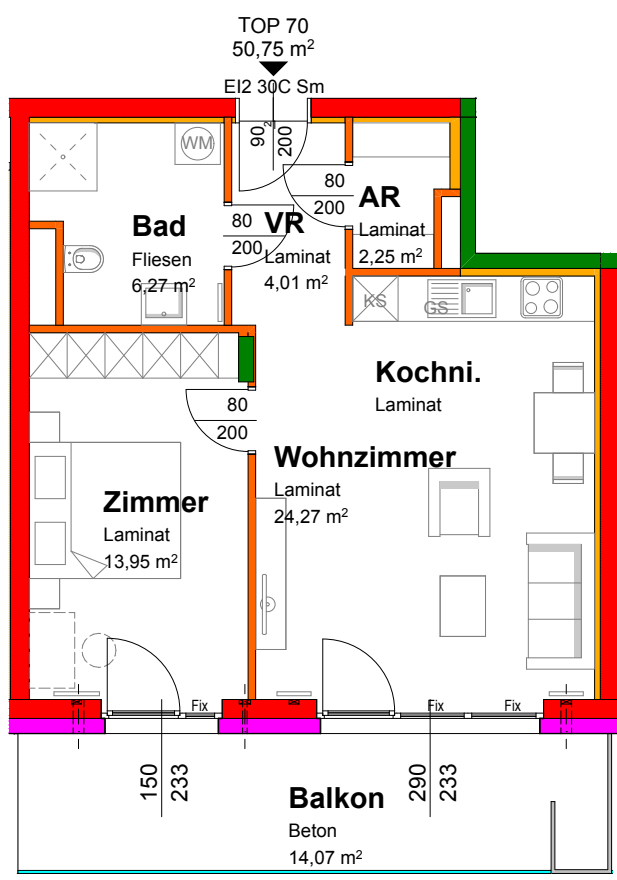 TOP 70
50,75 m²
EI2 30C Sm
90₂
200
WM
80
200
AR
Laminat
2,25 m²
Bad
Fliesen
6,27 m²
80
200
VR
Laminat
4,01 m²
KS
GS
Kochni.
Laminat
80
200
Wohnzimmer
Laminat
24,27 m²
Zimmer
Laminat
13,95 m²
Fix
Fix
Fix
150
233
290
233
Balkon
Beton
14,07 m²